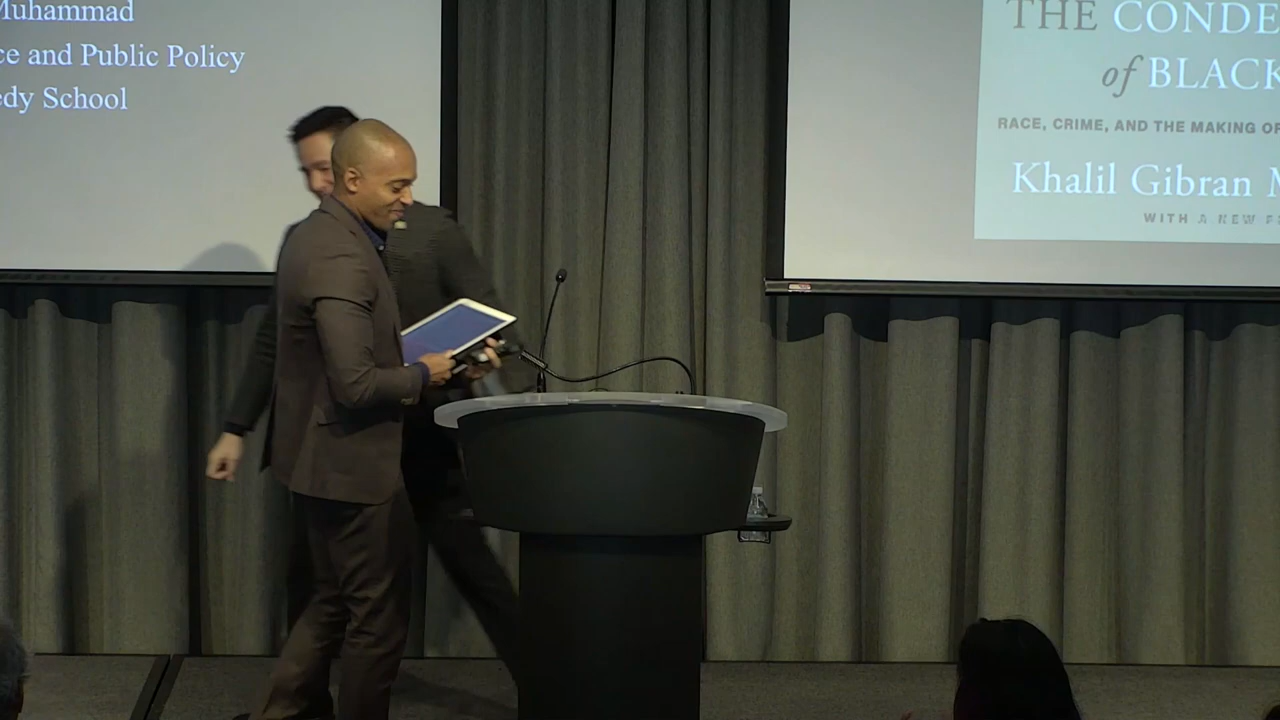 Muhammad
ce and Public Policy
edy School
THE CONDE
of BLACK
RACE, CRIME, AND THE MAKING OF
Khalil Gibran M
WITH A NEW P